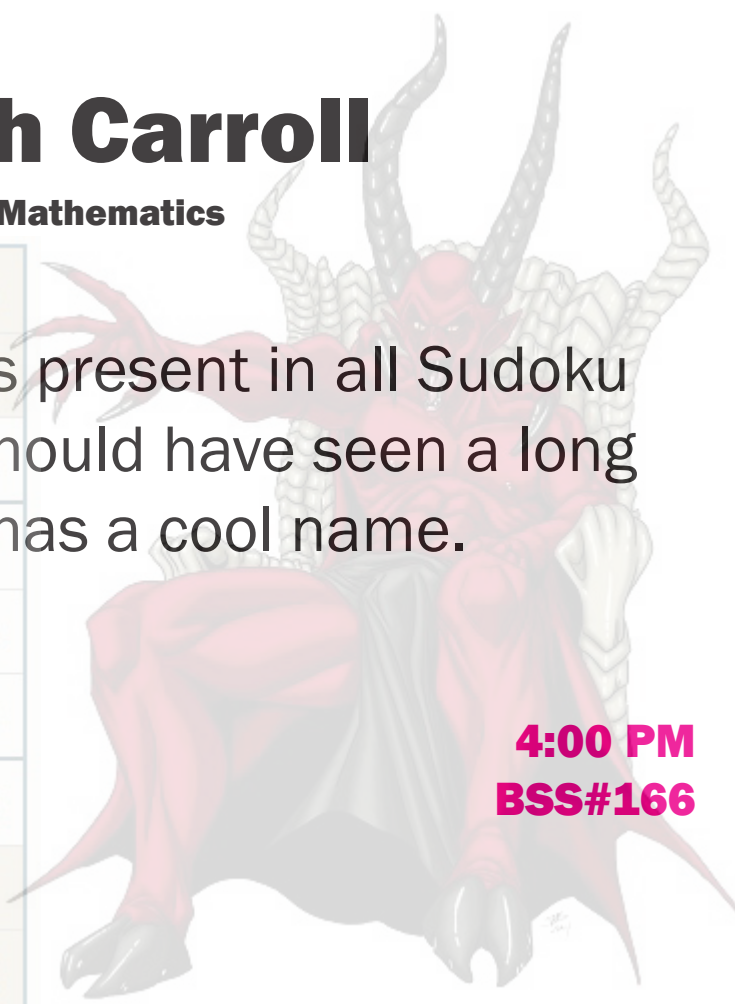 h Carroll
Mathematics
s present in all Sudoku
hould have seen a long
has a cool name.
4:00 PM
BSS#166